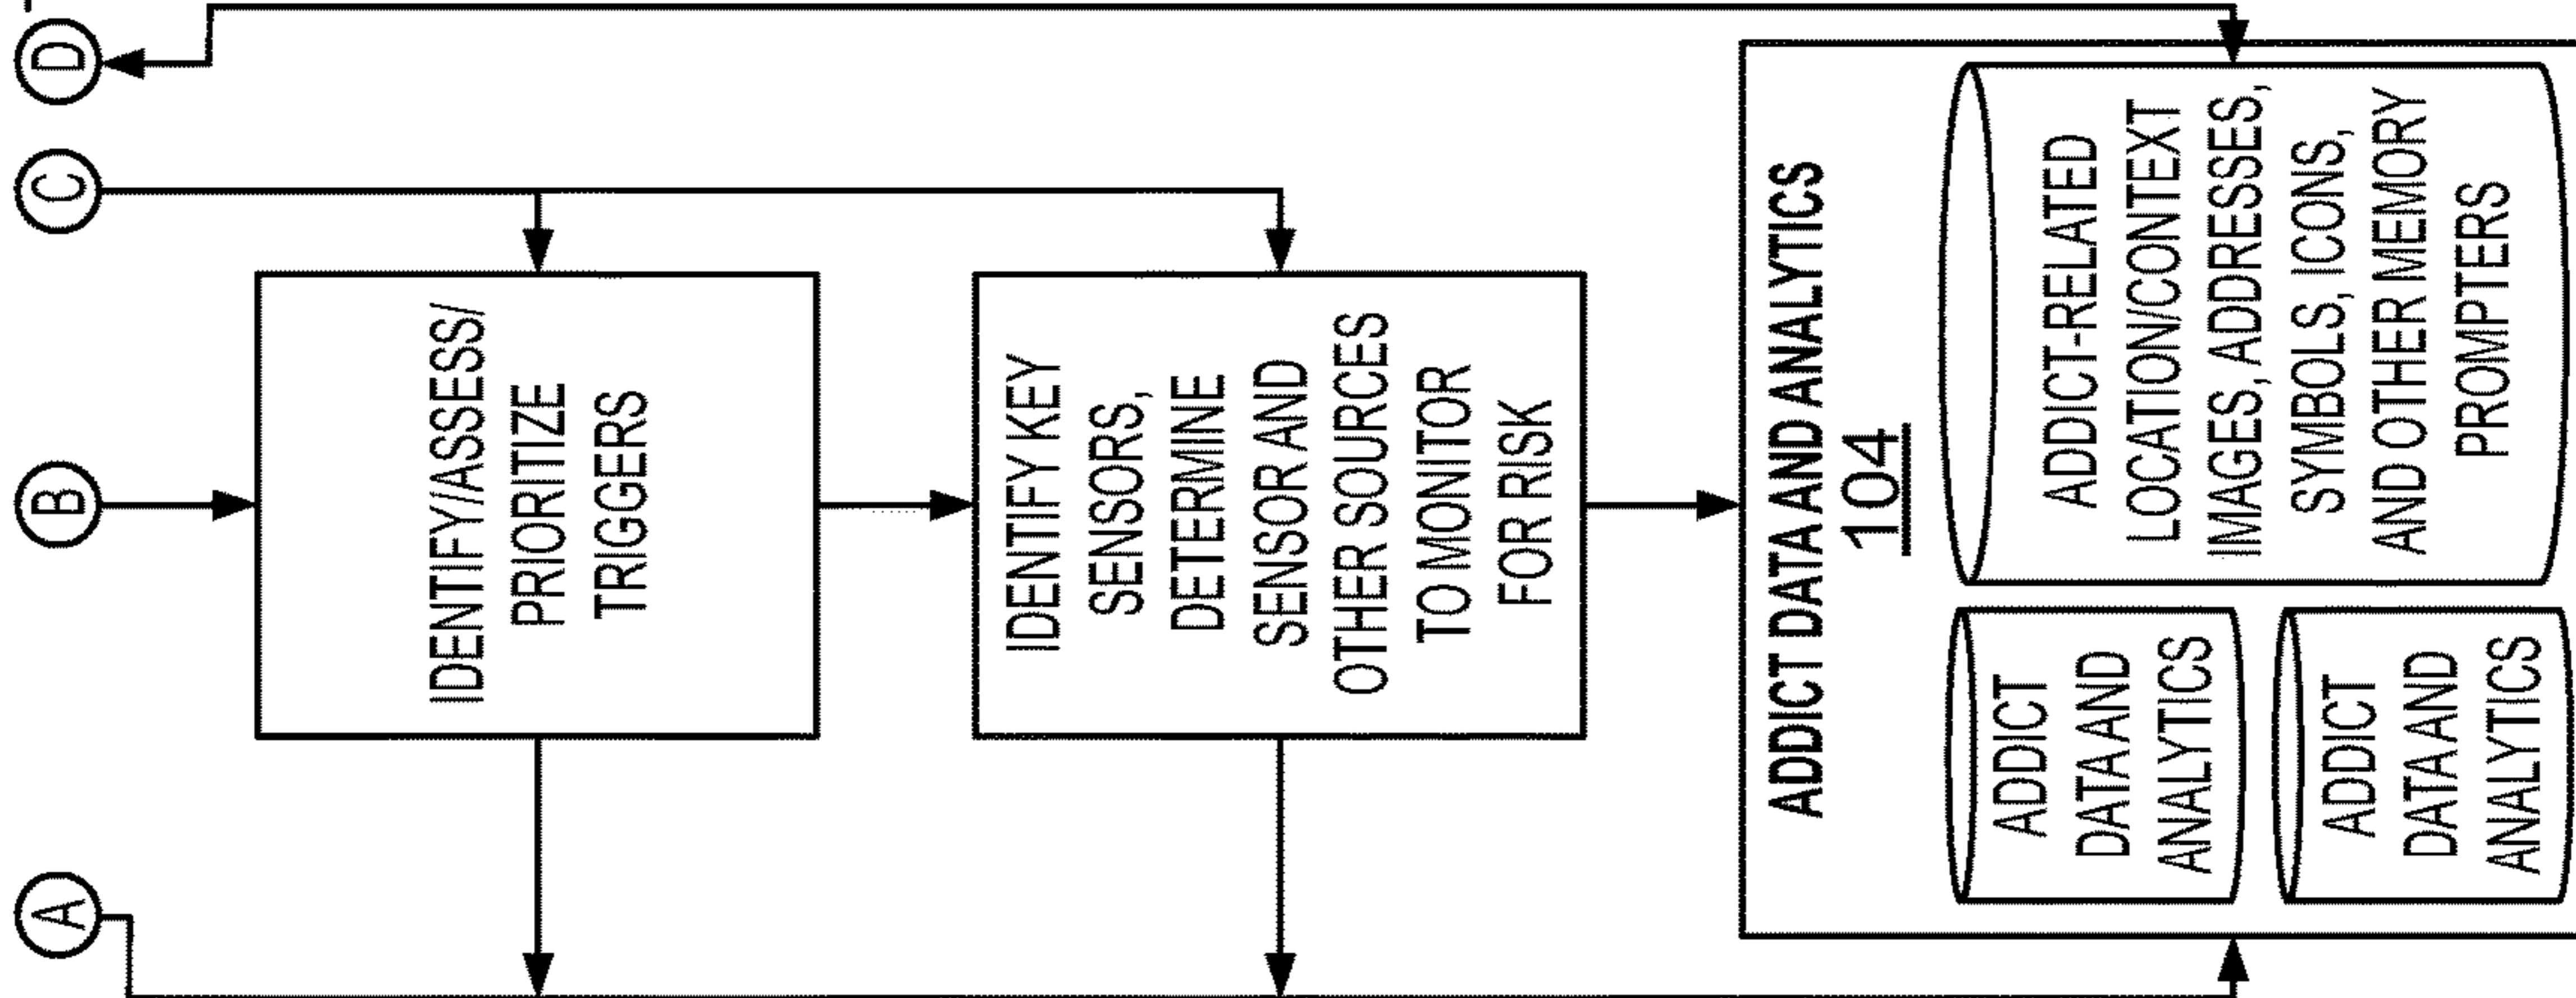 A
B
C
D
IDENTIFY/ASSESS/
PRIORITIZE
TRIGGERS
IDENTIFY KEY
SENSORS,
DETERMINE
SENSOR AND
OTHER SOURCES
TO MONITOR
FOR RISK
ADDICT DATA AND ANALYTICS
104
ADDICT
DATA AND
ANALYTICS
ADDICT
DATA AND
ANALYTICS
ADDICT-RELATED
LOCATION/CONTEXT
IMAGES, ADDRESSES,
SYMBOLS, ICONS,
AND OTHER MEMORY
PROMPTERS